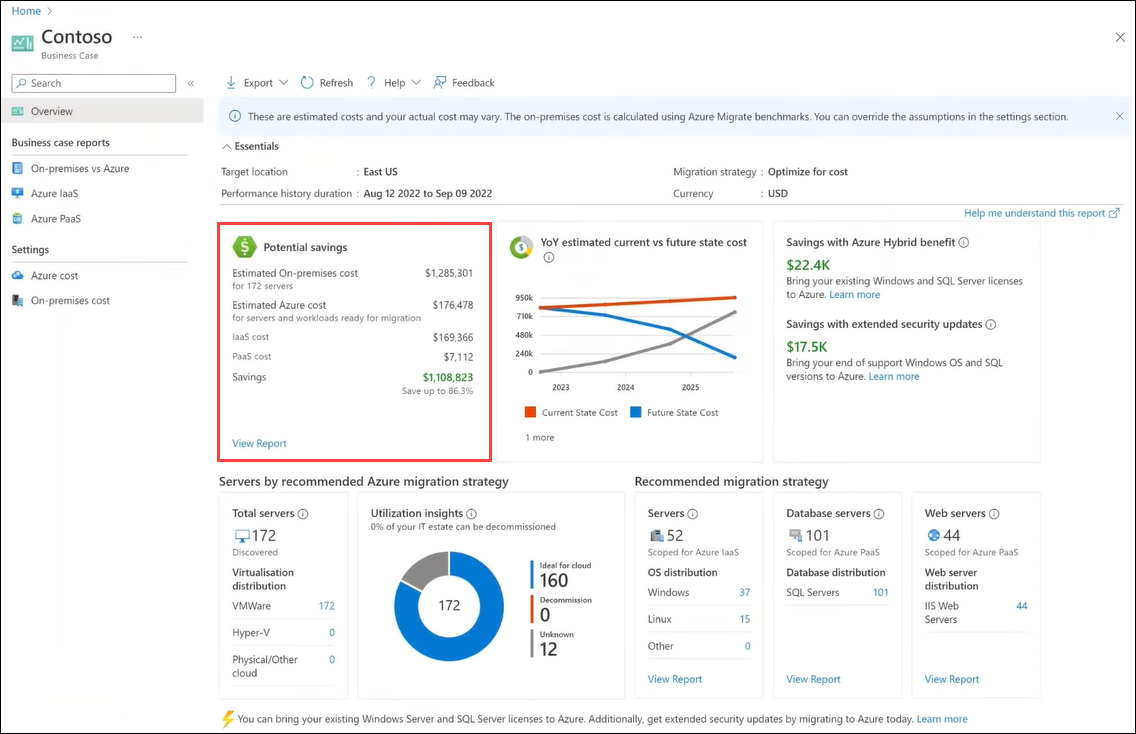 Home
Contoso ...
Business Case
Search
Export
Refresh
Help
Feedback
Overview
Business case reports
On-premises vs Azure
Azure IaaS
Azure PaaS
Settings
Azure cost
On-premises cost
These are estimated costs and your actual cost may vary. The on-premises cost is calculated using Azure Migrate benchmarks. You can override the assumptions in the settings section.
Essentials
Target location : East US
Performance history duration : Aug 12 2022 to Sep 09 2022
Migration strategy : Optimize for cost
Currency : USD
Help me understand this report
Potential savings
Estimated On-premises cost $1,285,301
for 172 servers
Estimated Azure cost $176,478
for servers and workloads ready for migration
IaaS cost $169,366
PaaS cost $7,112
Savings $1,108,823
Save up to 86.3%
View Report
YoY estimated current vs future state cost
950k
710k
480k
240k
0
2023 2024 2025
Current State Cost Future State Cost
1 more
Savings with Azure Hybrid benefit
$22.4K
Bring your existing Windows and SQL Server licenses
to Azure. Learn more
Savings with extended security updates
$17.5K
Bring your end of support Windows OS and SQL
versions to Azure. Learn more
Servers by recommended Azure migration strategy
Total servers
172
Discovered
Virtualisation
distribution
VMWare 172
Hyper-V 0
Physical/Other 0
cloud
Utilization insights
0% of your IT estate can be decommissioned
172
Ideal for cloud
160
Decommission
0
Unknown
12
Recommended migration strategy
Servers
52
Scoped for Azure IaaS
OS distribution
Windows 37
Linux 15
Other 0
View Report
Database servers
101
Scoped for Azure PaaS
Database distribution
SQL Servers 101
View Report
Web servers
44
Scoped for Azure PaaS
Web server
distribution
IIS Web 44
Servers
View Report
You can bring your existing Windows Server and SQL Server licenses to Azure. Additionally, get extended security updates by migrating to Azure today. Learn more